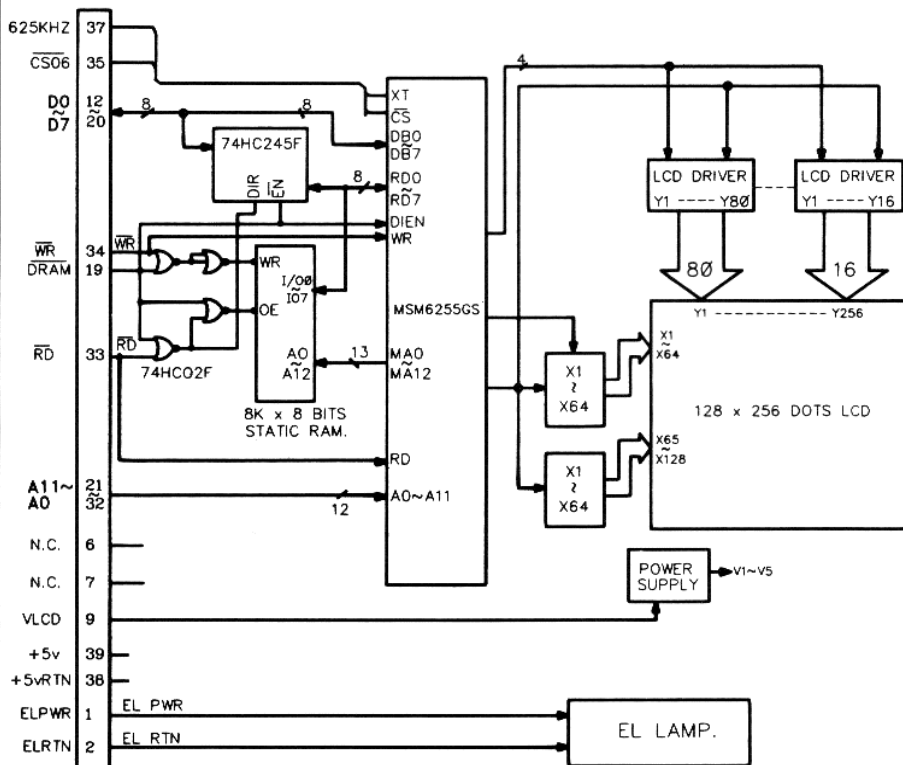 625KHZ 37
CS06 35
D0 12
~ ~
D7 20
8
8
4
XT
CS
DB0
~
DB7
74HC245F
DIR
EN
8
RD0
~
RD7
DIEN
WR
WR 34
WR
DRAM 19
WR
I/O0
~
IO7
OE
MSM6255GS
RD 33
RD
74HC02F
A0
~
A12
13
MA0
~
MA12
8K x 8 BITS
STATIC RAM.
RD
A11~ 21
A0 ~
32
12
A0~A11
LCD DRIVER
Y1 ---- Y80
LCD DRIVER
Y1 ---- Y16
80
16
Y1 -------------- Y256
X1
~
X64
X1
~
X64
128 x 256 DOTS LCD
X65
~
X128
X1
~
X64
N.C. 6
N.C. 7
POWER
SUPPLY
V1~V5
VLCD 9
+5v 39
+5vRTN 38
ELPWR 1
EL PWR
ELRTN 2
EL RTN
EL LAMP.